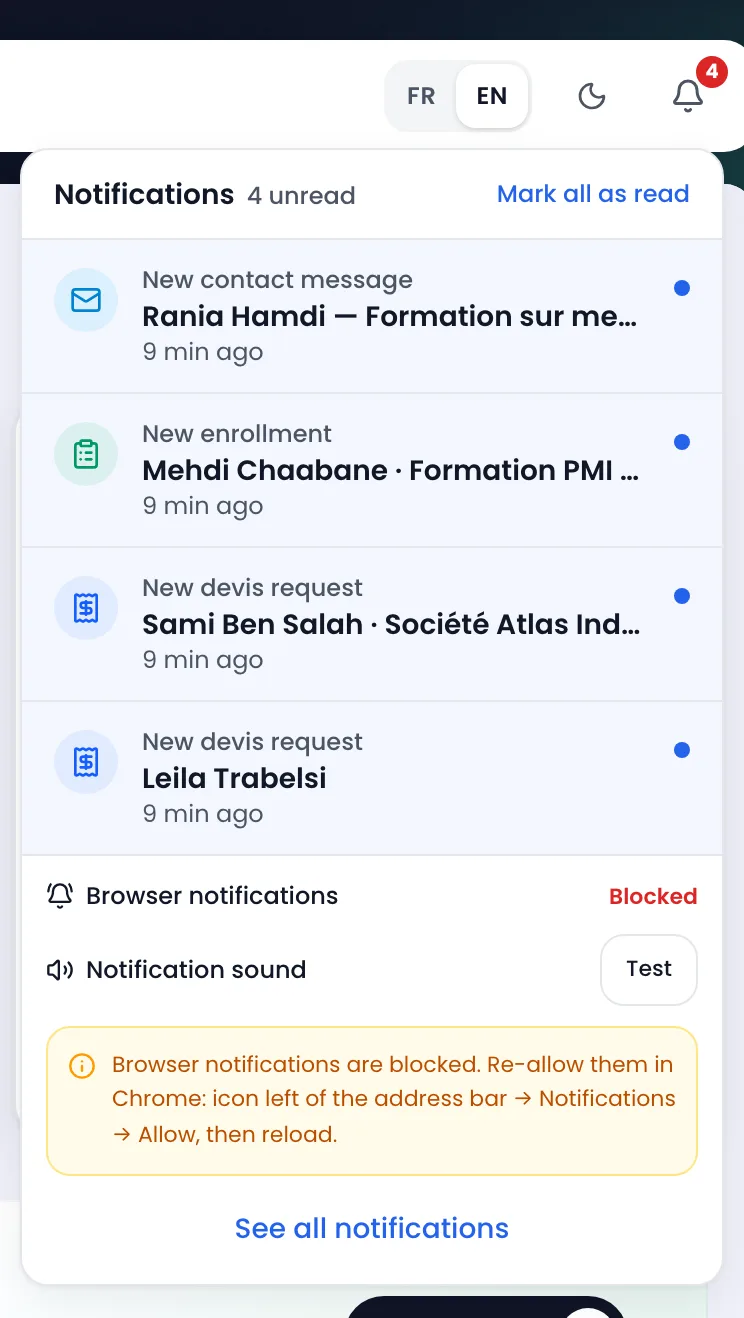 FR
EN
4
Notifications 4 unread
Mark all as read
New contact message
Rania Hamdi — Formation sur me...
9 min ago
New enrollment
Mehdi Chaabane · Formation PMI ...
9 min ago
New devis request
Sami Ben Salah · Société Atlas Ind...
9 min ago
New devis request
Leila Trabelsi
9 min ago
Browser notifications
Blocked
Notification sound
Test
Browser notifications are blocked. Re-allow them in
Chrome: icon left of the address bar → Notifications
→ Allow, then reload.
See all notifications